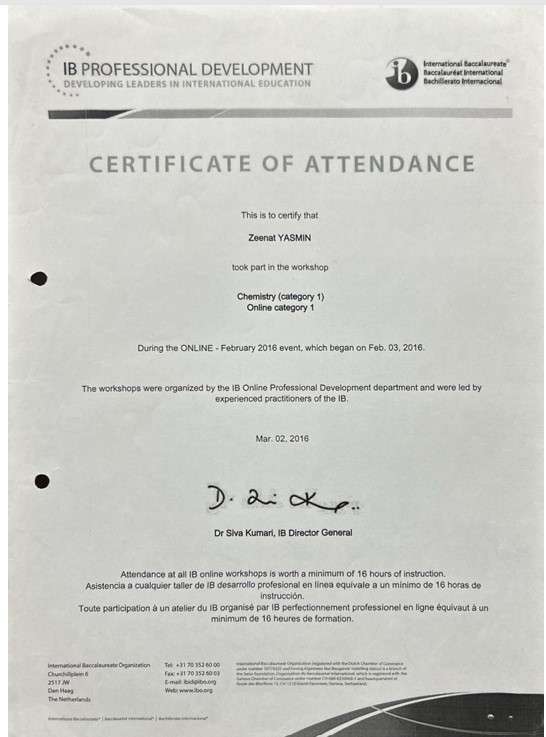 IB PROFESSIONAL DEVELOPMENT
DEVELOPING LEADERS IN INTERNATIONAL EDUCATION
ib
International Baccalaureate®
Baccalauréat International
Bachillerato Internacional
CERTIFICATE OF ATTENDANCE
This is to certify that
Zeenat YASMIN
took part in the workshop
Chemistry (category 1)
Online category 1
During the ONLINE - February 2016 event, which began on Feb. 03, 2016.
The workshops were organized by the IB Online Professional Development department and were led by
experienced practitioners of the IB.
Mar. 02, 2016
Dr Siva Kumari, IB Director General
Attendance at all IB online workshops is worth a minimum of 16 hours of instruction.
Asistencia a cualquier taller de IB desarrollo profesional en línea equivale a un mínimo de 16 horas de
instrucción.
Toute participation à un atelier du IB organisé par IB perfectionnement professionel en ligne équivaut à un
minimum de 16 heures de formation.
International Baccalaureate Organization
Churchillplein 6
2517 JW
Den Haag
The Netherlands
Tel: +31 70 352 60 00
Fax: +31 70 352 60 03
E-mail: ibid@ibo.org
Web: www.ibo.org
International Baccalaureate® | Baccalauréat International® | Bachillerato Internacional®